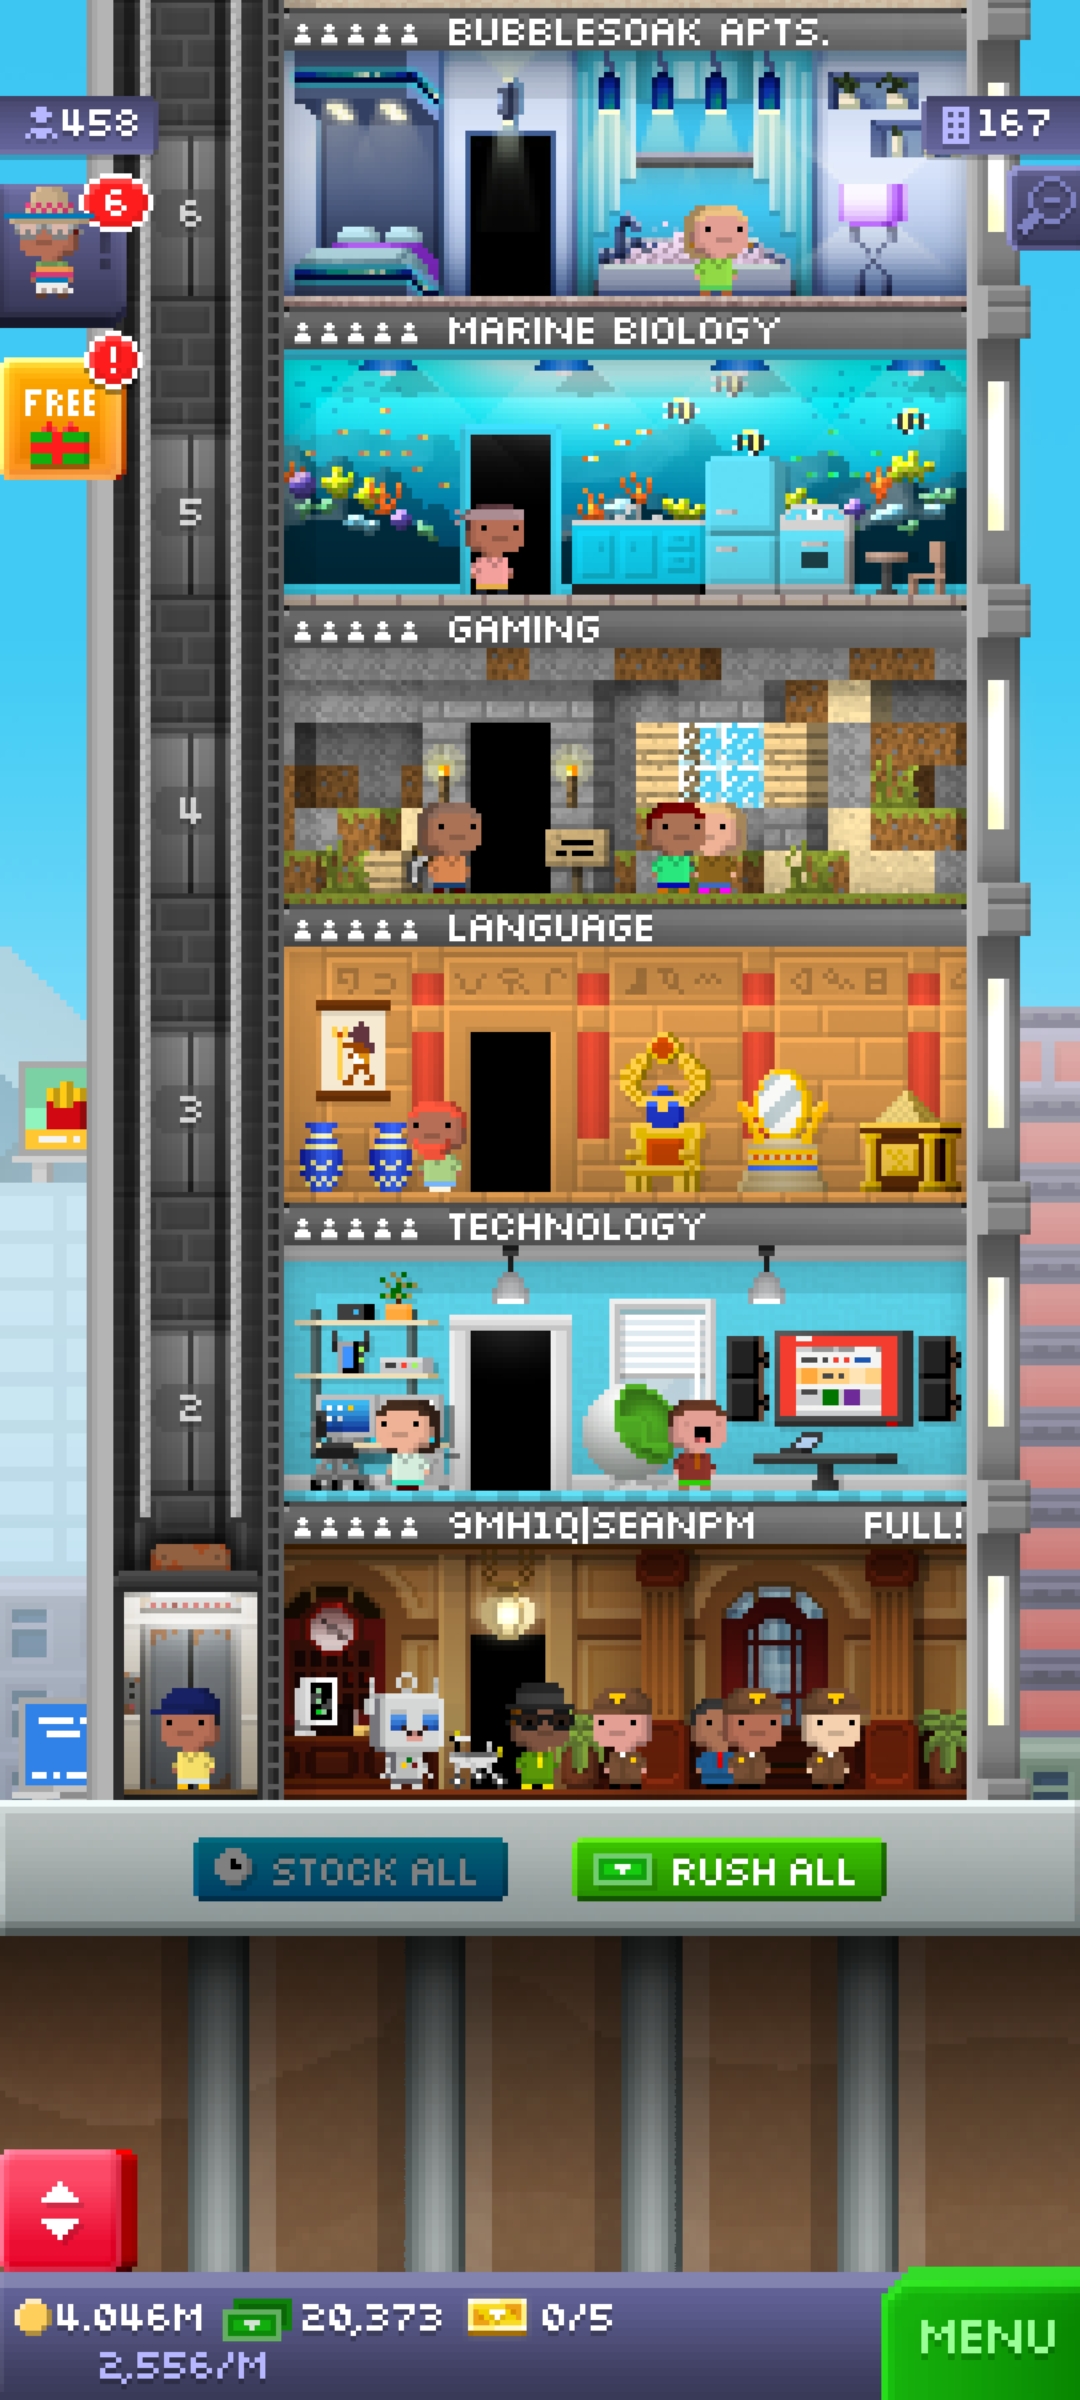 BUBBLESOAK APTS.
458
167
6
6
MARINE BIOLOGY
!
FREE
5
GAMING
4
LANGUAGE
3
TECHNOLOGY
2
9MH1Q|SEANPM FULL!
STOCK ALL
RUSH ALL
4.046M 20,373 0/5
2,556/M
MENU